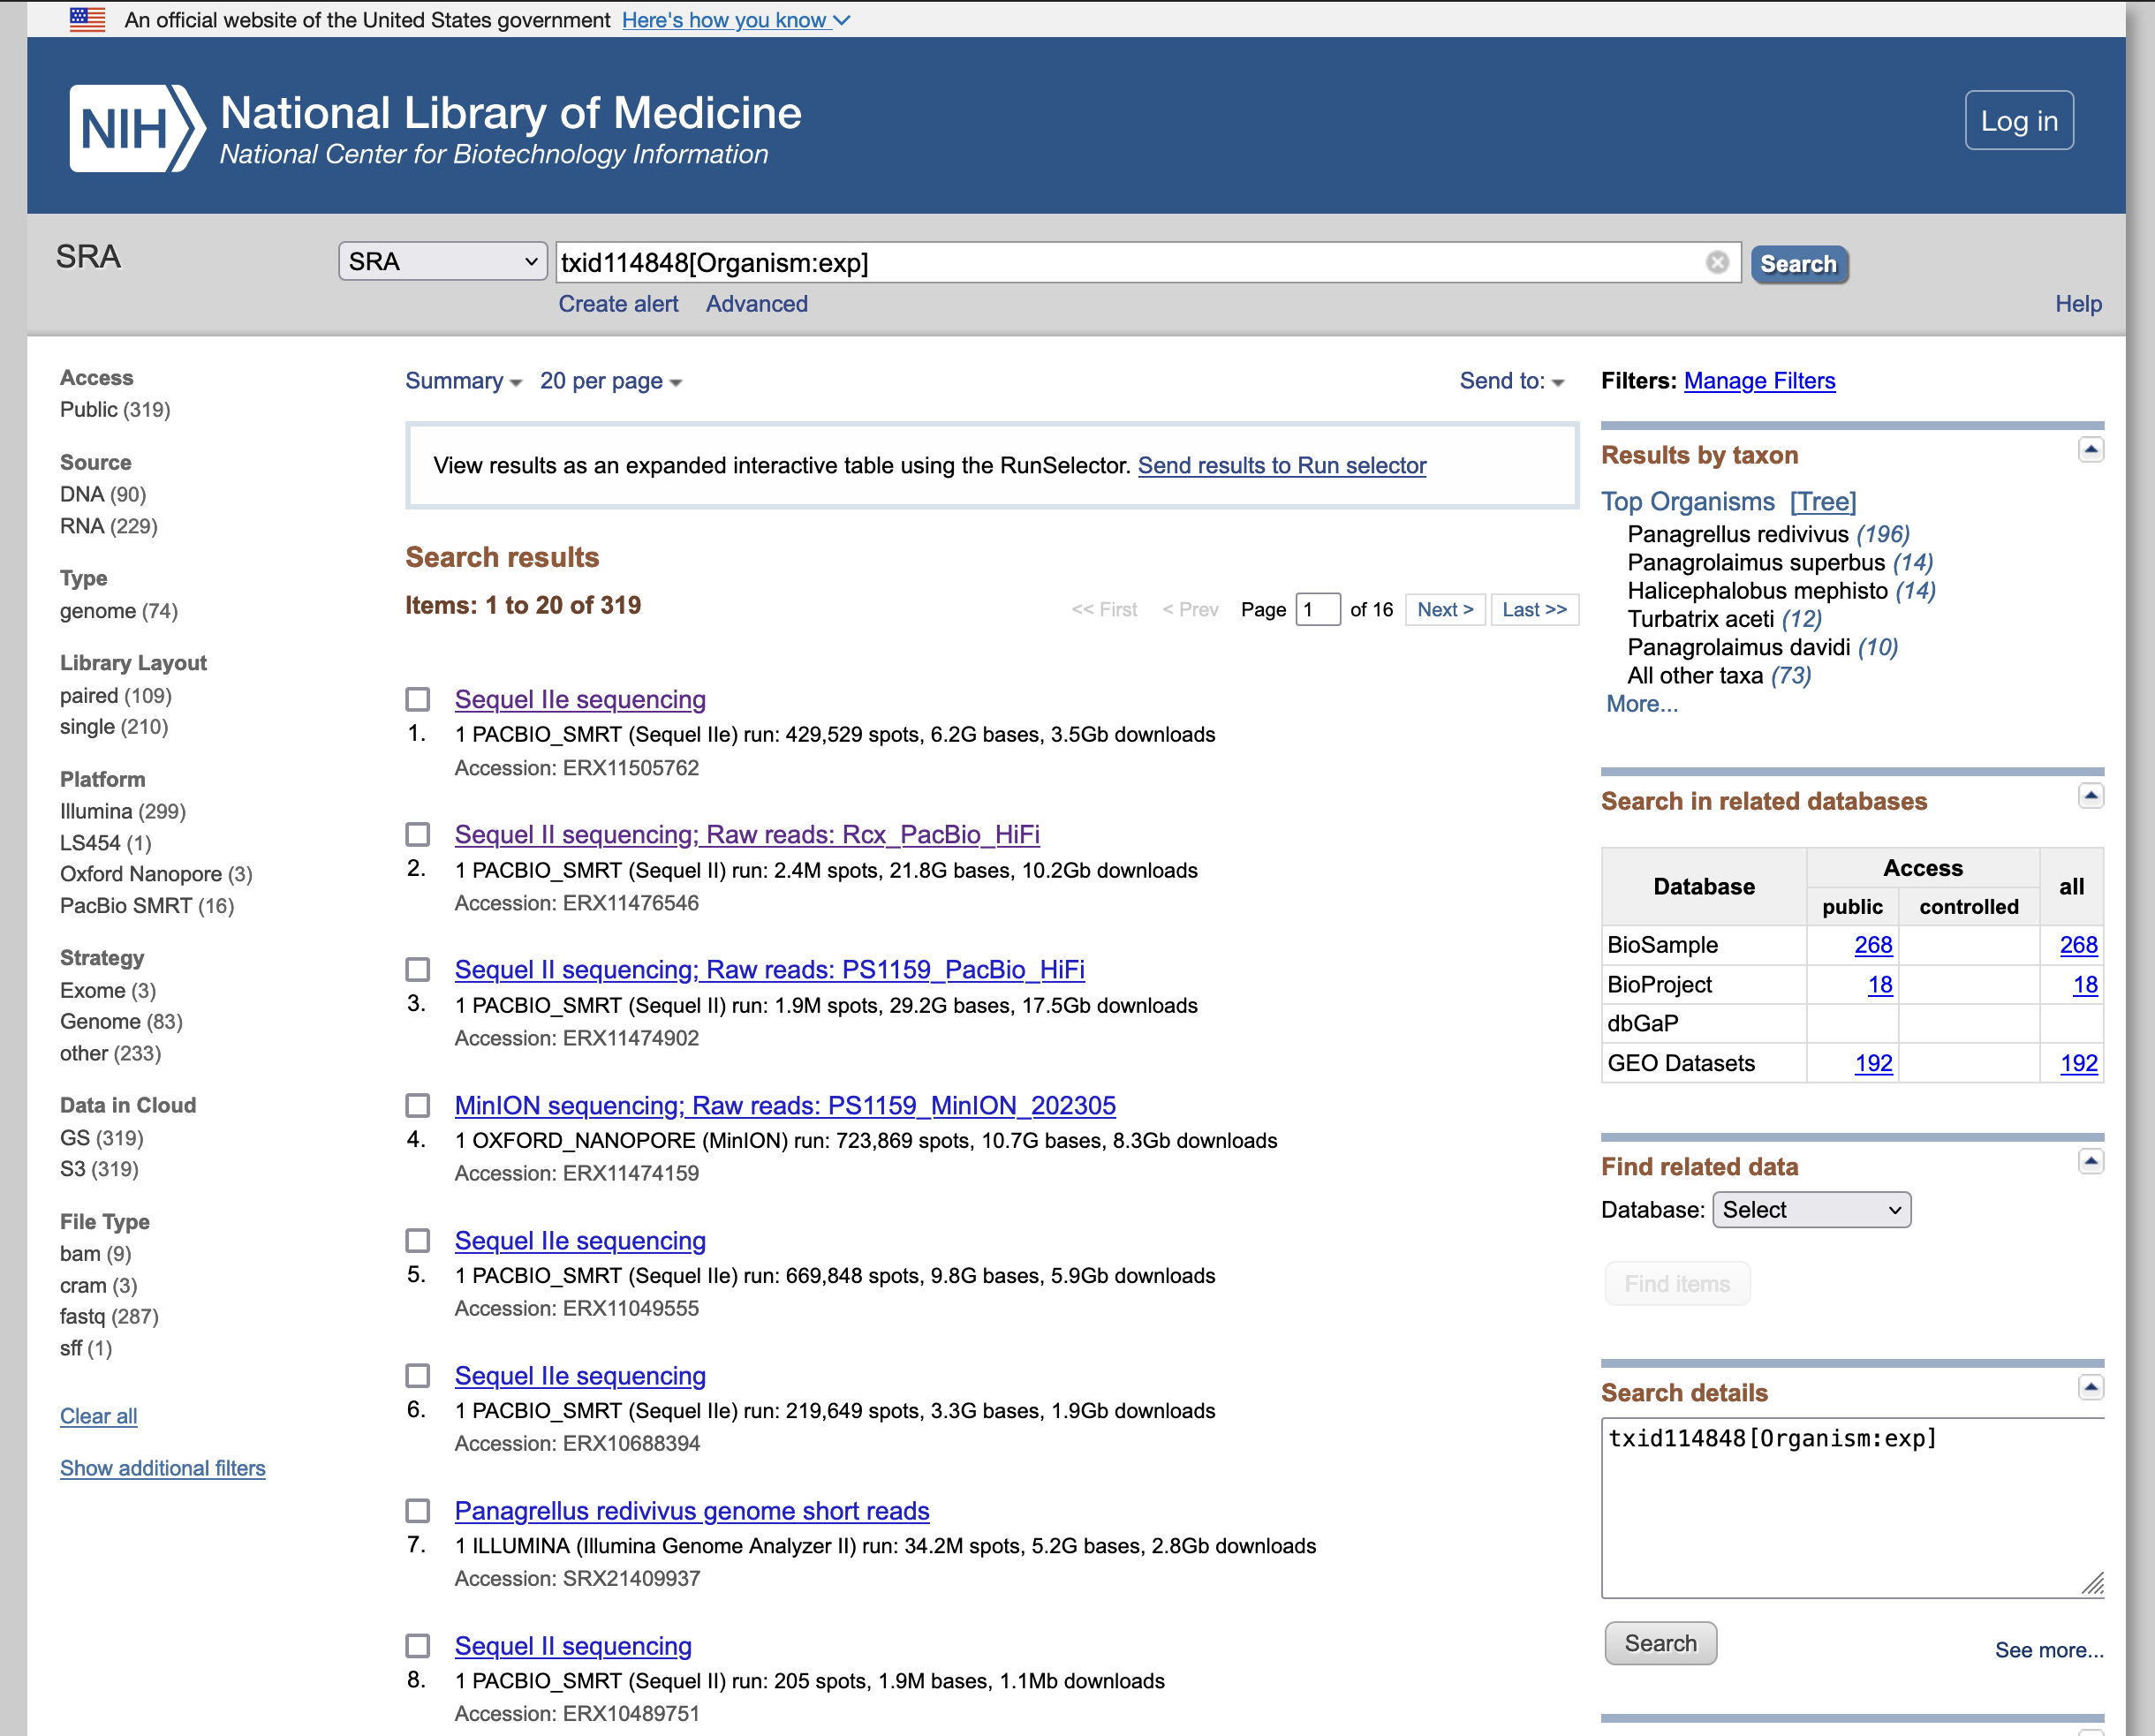 An official website of the United States government Here's how you know
NIH National Library of Medicine
National Center for Biotechnology Information
Log in
SRA
SRA
txid114848[Organism:exp]
Search
Create alert Advanced
Help
Access
Public (319)
Source
DNA (90)
RNA (229)
Type
genome (74)
Library Layout
paired (109)
single (210)
Platform
Illumina (299)
LS454 (1)
Oxford Nanopore (3)
PacBio SMRT (16)
Strategy
Exome (3)
Genome (83)
other (233)
Data in Cloud
GS (319)
S3 (319)
File Type
bam (9)
cram (3)
fastq (287)
sff (1)
Clear all
Show additional filters
Summary 20 per page Send to:
View results as an expanded interactive table using the RunSelector. Send results to Run selector
Search results
Items: 1 to 20 of 319
<< First < Prev Page 1 of 16 Next > Last >>
Sequel IIe sequencing
1. 1 PACBIO_SMRT (Sequel IIe) run: 429,529 spots, 6.2G bases, 3.5Gb downloads
Accession: ERX11505762
Sequel II sequencing; Raw reads: Rcx_PacBio_HiFi
2. 1 PACBIO_SMRT (Sequel II) run: 2.4M spots, 21.8G bases, 10.2Gb downloads
Accession: ERX11476546
Sequel II sequencing; Raw reads: PS1159_PacBio_HiFi
3. 1 PACBIO_SMRT (Sequel II) run: 1.9M spots, 29.2G bases, 17.5Gb downloads
Accession: ERX11474902
MinION sequencing; Raw reads: PS1159_MinION_202305
4. 1 OXFORD_NANOPORE (MinION) run: 723,869 spots, 10.7G bases, 8.3Gb downloads
Accession: ERX11474159
Sequel IIe sequencing
5. 1 PACBIO_SMRT (Sequel IIe) run: 669,848 spots, 9.8G bases, 5.9Gb downloads
Accession: ERX11049555
Sequel IIe sequencing
6. 1 PACBIO_SMRT (Sequel IIe) run: 219,649 spots, 3.3G bases, 1.9Gb downloads
Accession: ERX10688394
Panagrellus redivivus genome short reads
7. 1 ILLUMINA (Illumina Genome Analyzer II) run: 34.2M spots, 5.2G bases, 2.8Gb downloads
Accession: SRX21409937
Sequel II sequencing
8. 1 PACBIO_SMRT (Sequel II) run: 205 spots, 1.9M bases, 1.1Mb downloads
Accession: ERX10489751
Filters: Manage Filters
Results by taxon
Top Organisms [Tree]
Panagrellus redivivus (196)
Panagrolaimus superbus (14)
Halicephalobus mephisto (14)
Turbatrix aceti (12)
Panagrolaimus davidi (10)
All other taxa (73)
More...
Search in related databases
Database Access all
public controlled
BioSample 268 268
BioProject 18 18
dbGaP
GEO Datasets 192 192
Find related data
Database: Select
Find items
Search details
txid114848[Organism:exp]
Search
See more...